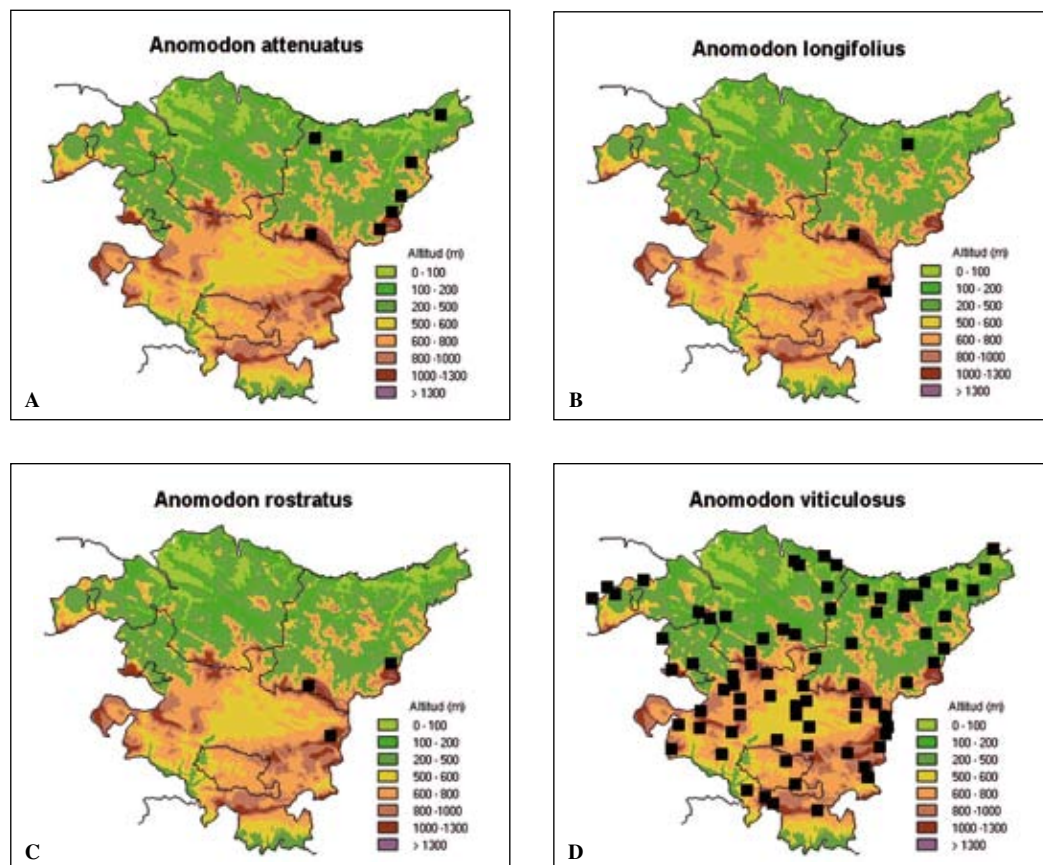 Anomodon attenuatus
Altitud (m)
0 - 100
100 - 200
200 - 500
500 - 600
600 - 800
800 -1000
1000 -1300
> 1300
A
Anomodon longifolius
Altitud (m)
0 - 100
100 - 200
200 - 500
500 - 600
600 - 800
800 -1000
1000 -1300
> 1300
B
Anomodon rostratus
Altitud (m)
0 - 100
100 - 200
200 - 500
500 - 600
600 - 800
800 -1000
1000 -1300
> 1300
C
Anomodon viticulosus
Altitud (m)
0 - 100
100 - 200
200 - 500
500 - 600
600 - 800
800 -1000
1000 -1300
> 1300
D